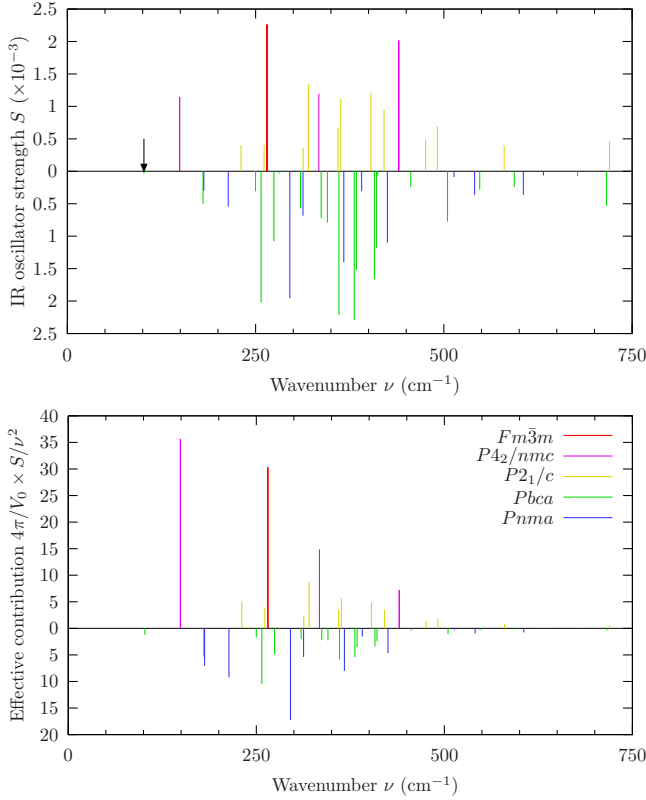 IR oscillator strength S (×10⁻³)
2.5
2
1.5
1
0.5
0
0.5
1
1.5
2
2.5
0 250 500 750
Wavenumber ν (cm⁻¹)
Effective contribution 4π/V₀ × S/ν²
40
35
30
25
20
15
10
5
0
5
10
15
20
Fm3̄m
P4₂/nmc
P2₁/c
Pbca
Pnma
0 250 500 750
Wavenumber ν (cm⁻¹)